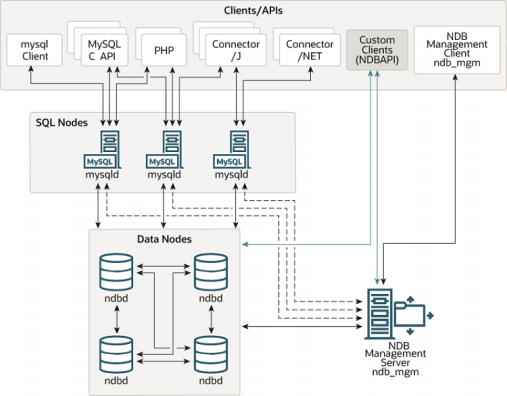 Clients/APIs
mysql
Client
MySQL
C API
PHP
Connector
/J
Connector
/NET
Custom
Clients
(NDBAPI)
NDB
Management
Client
ndb_mgm
SQL Nodes
MySQL
mysqld
MySQL
mysqld
MySQL
mysqld
Data Nodes
ndbd
ndbd
ndbd
ndbd
NDB
Management
Server
ndb_mgm